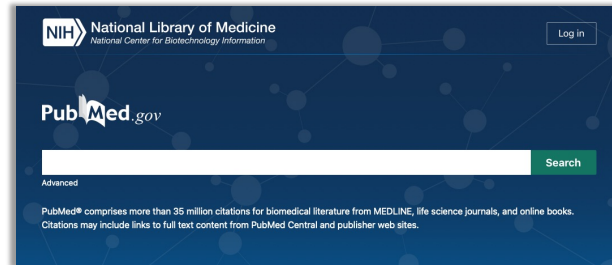 NIH National Library of Medicine
National Center for Biotechnology Information
Log in
PubMed.gov
Search
Advanced
PubMed® comprises more than 35 million citations for biomedical literature from MEDLINE, life science journals, and online books.
Citations may include links to full text content from PubMed Central and publisher web sites.